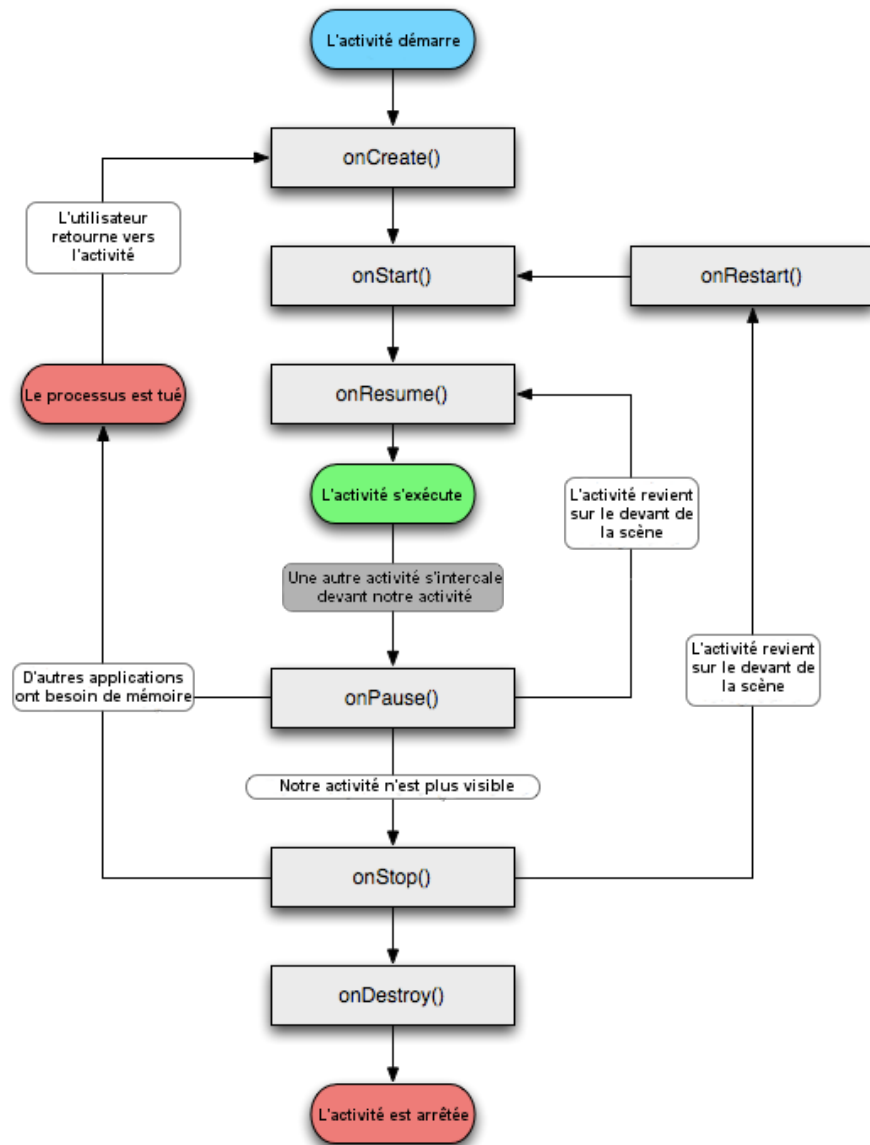 L'activité démarre
onCreate()
L'utilisateur
retourne vers
l'activité
onStart()
onRestart()
Le processus est tué
onResume()
L'activité s'exécute
L'activité revient
sur le devant de
la scène
Une autre activité s'intercale
devant notre activité
D'autres applications
ont besoin de mémoire
onPause()
L'activité revient
sur le devant de
la scène
Notre activité n'est plus visible
onStop()
onDestroy()
L'activité est arrêtée